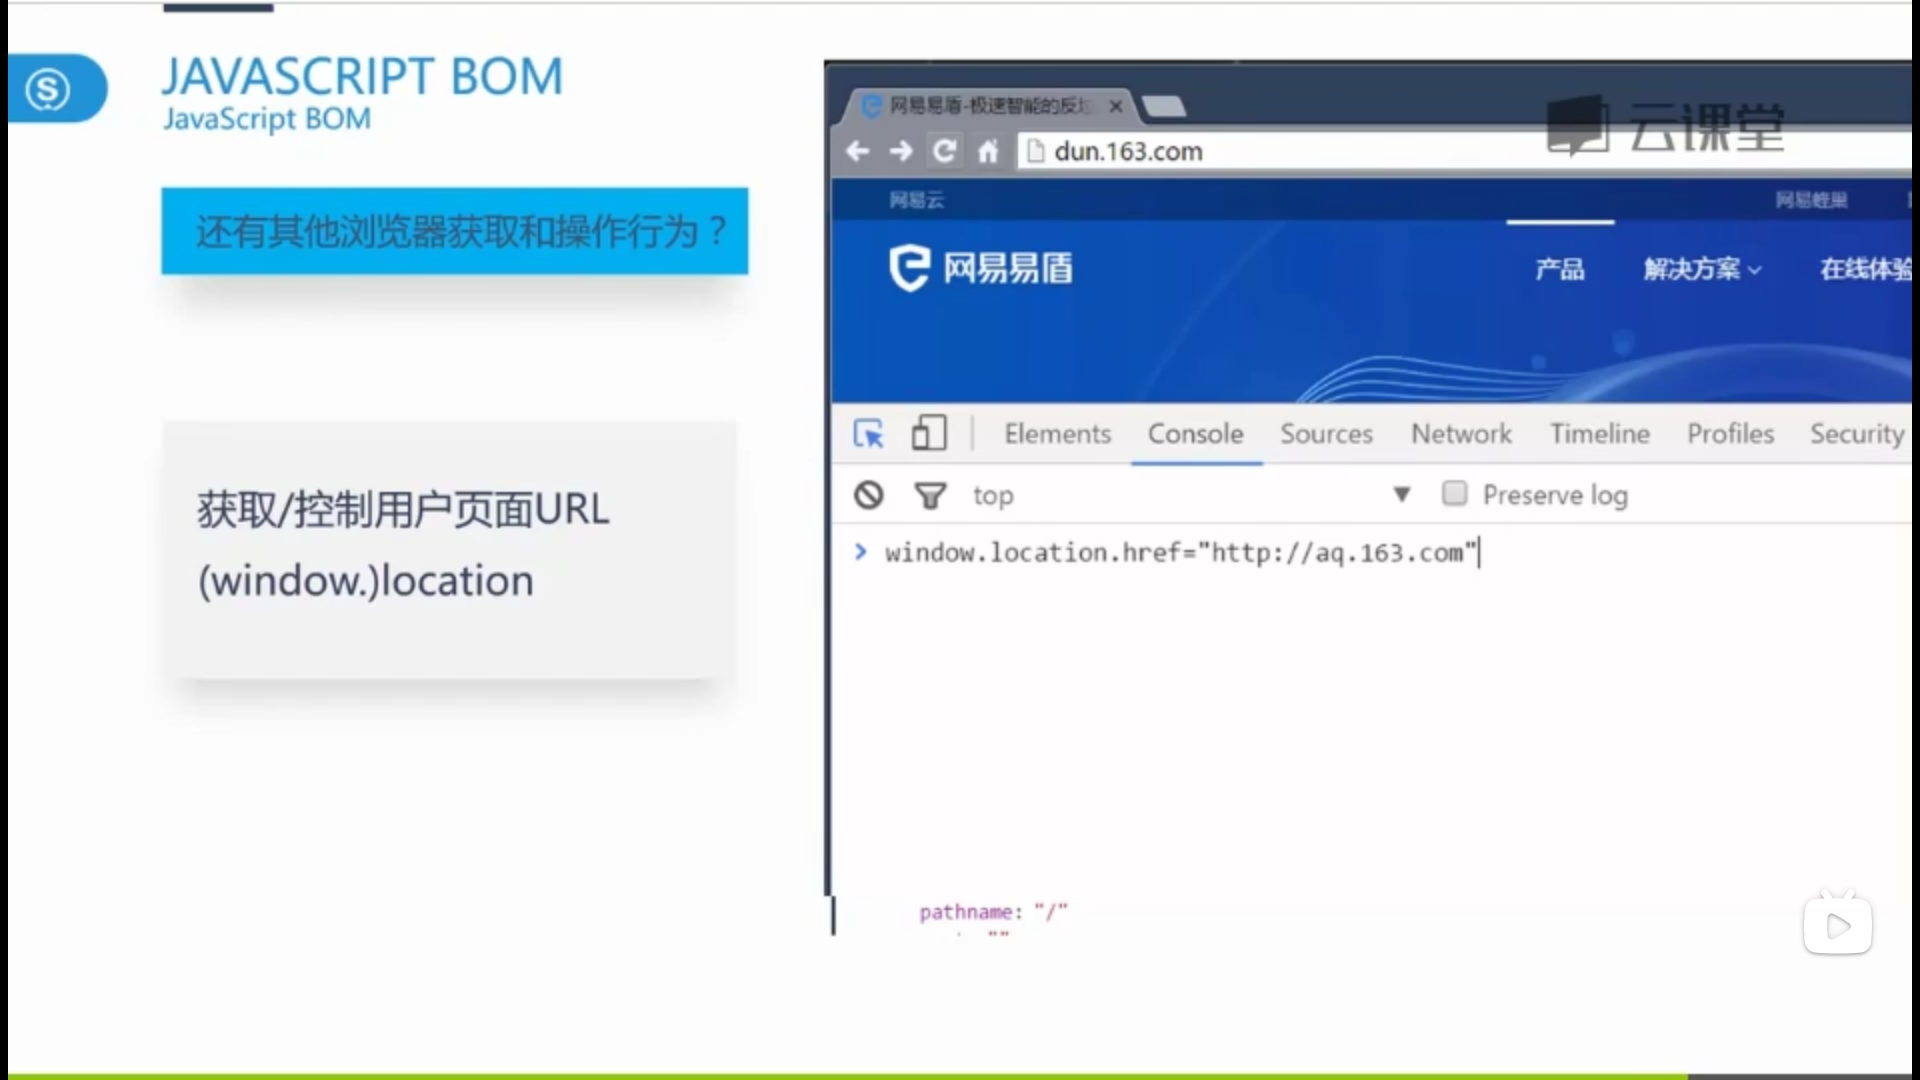 JAVASCRIPT BOM
JavaScript BOM
还有其他浏览器获取和操作行为？
获取/控制用户页面URL
(window.)location
网易易盾-极速智能的反垃
云课堂
dun.163.com
网易云
网易蜂巢
网易易盾
产品
解决方案
在线体验
Elements Console Sources Network Timeline Profiles Security
top
Preserve log
window.location.href="http://aq.163.com"
pathname: "/"